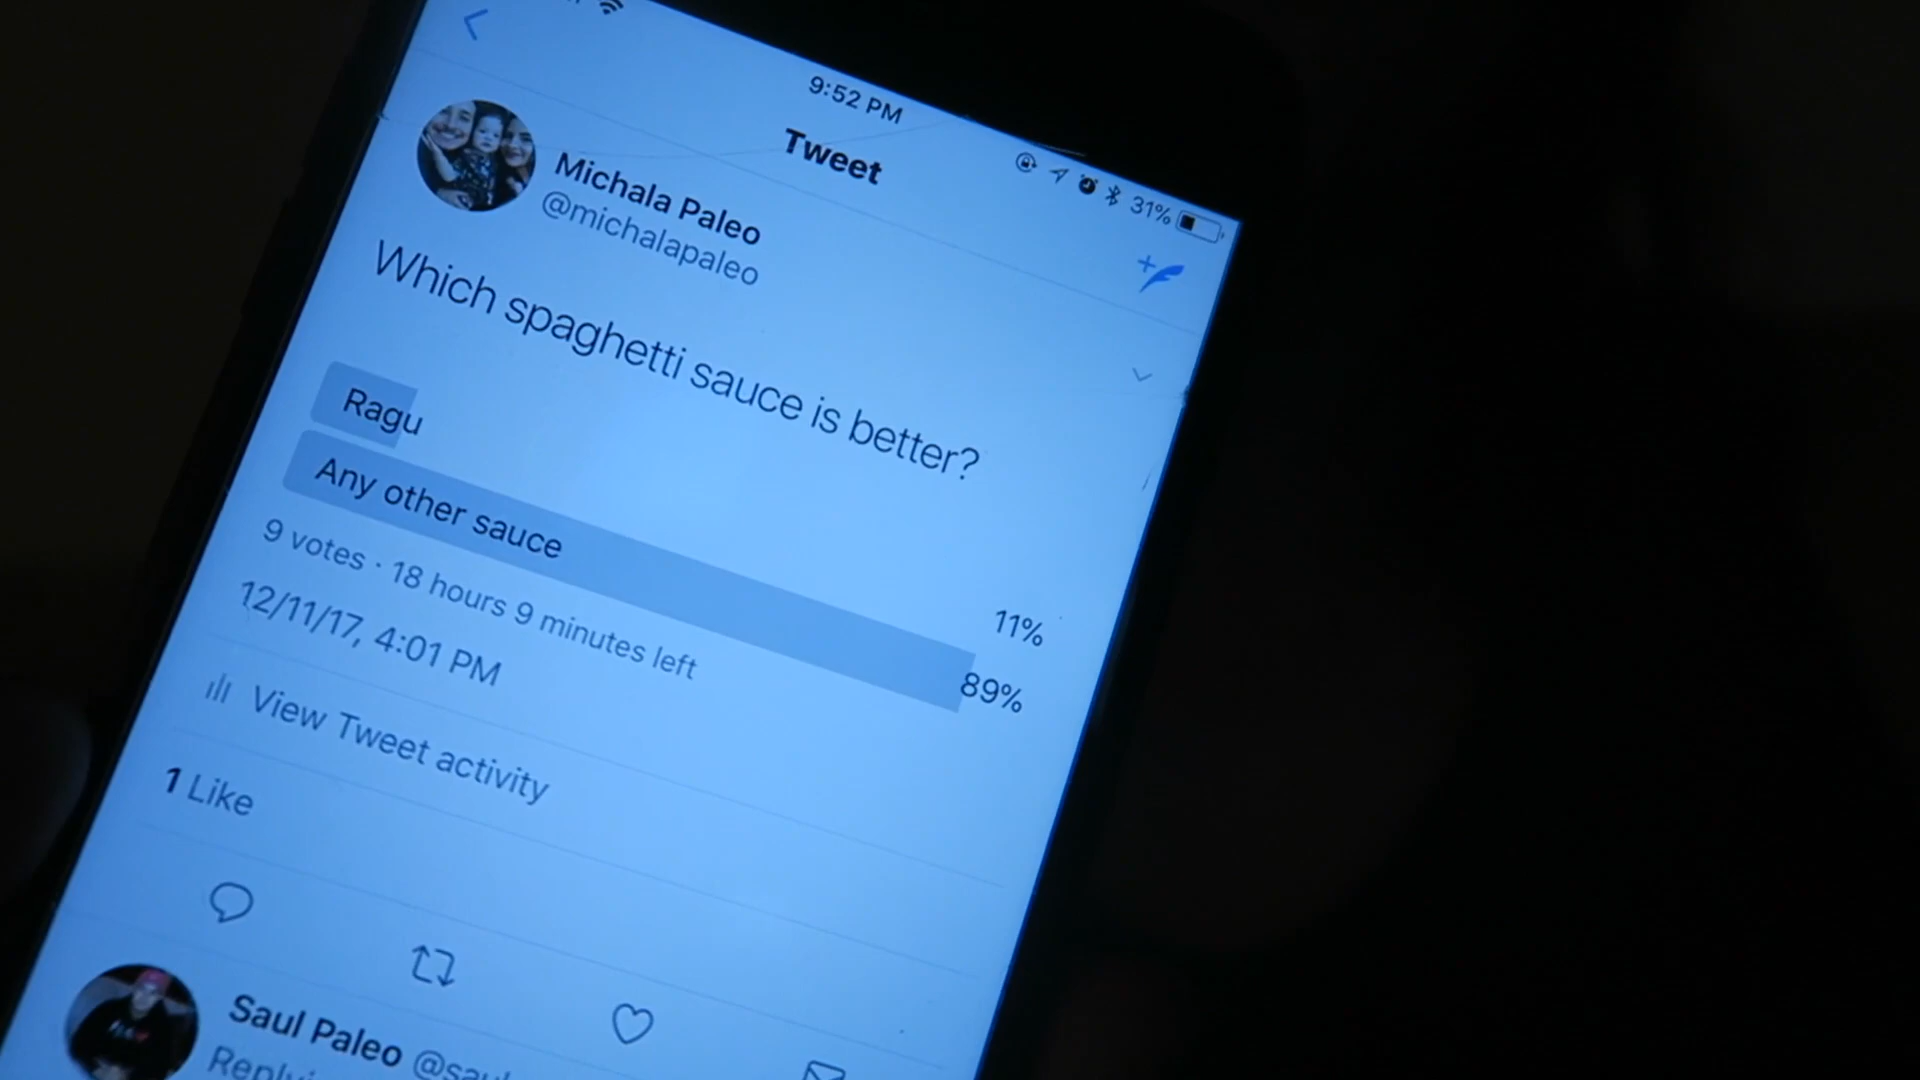 9:52 PM
31%
Tweet
Michala Paleo
@michalapaleo
Which spaghetti sauce is better?
Ragu
11%
Any other sauce
89%
9 votes · 18 hours 9 minutes left
12/11/17, 4:01 PM
View Tweet activity
1 Like
Saul Paleo